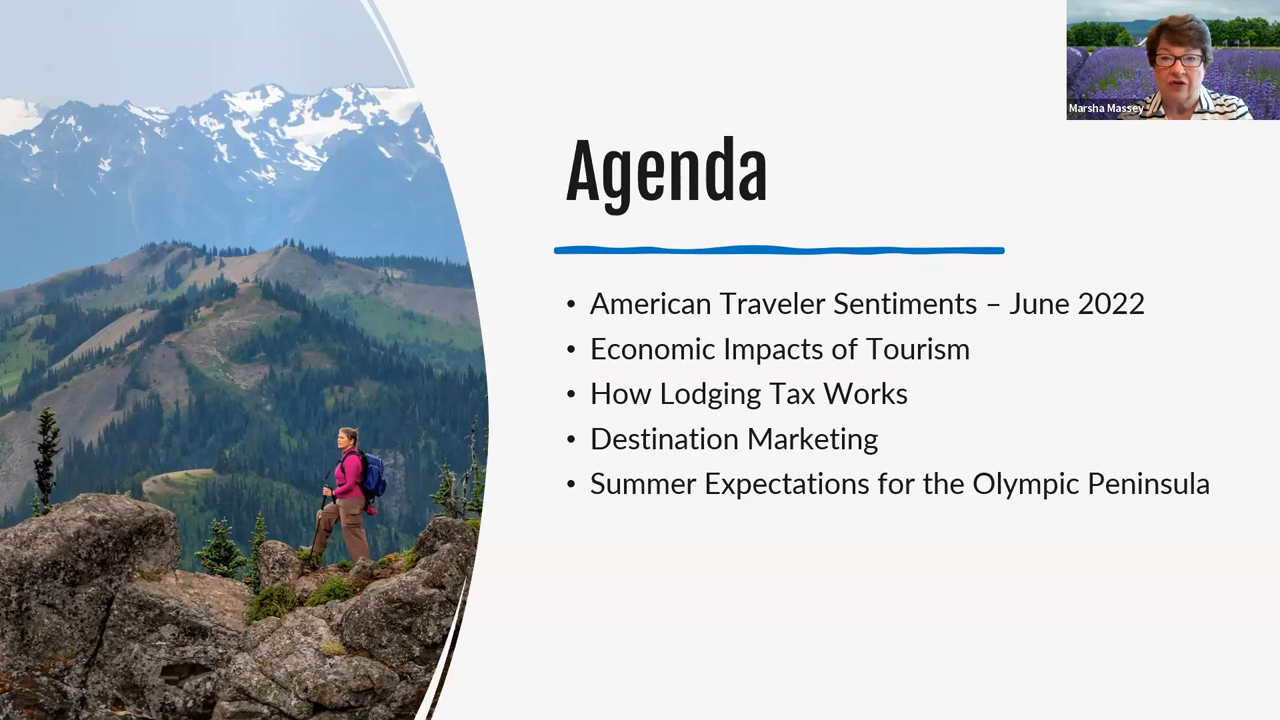 Marsha Massey
Agenda
• American Traveler Sentiments – June 2022
• Economic Impacts of Tourism
• How Lodging Tax Works
• Destination Marketing
• Summer Expectations for the Olympic Peninsula